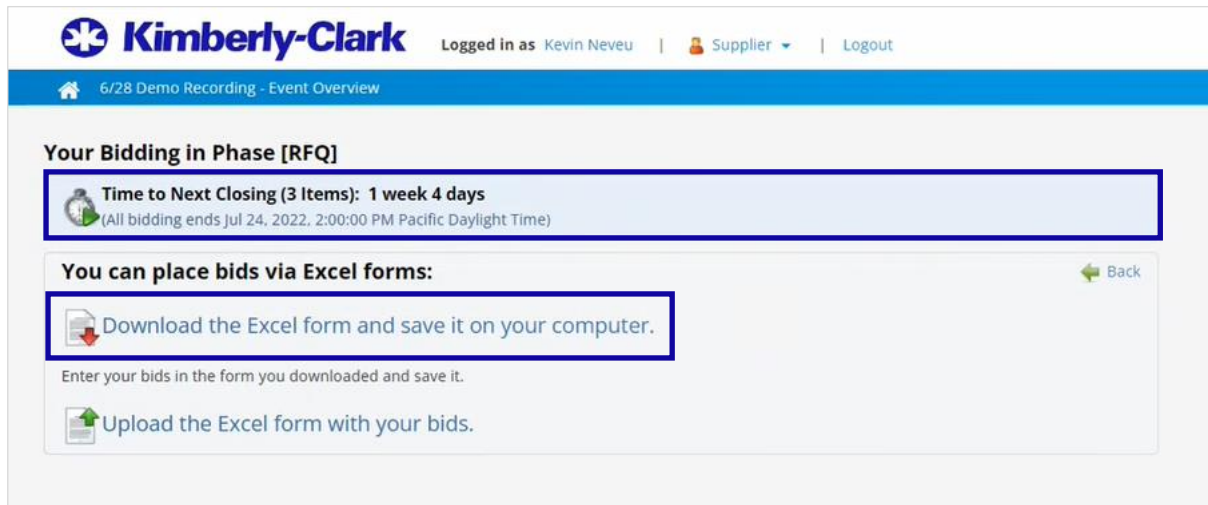 Kimberly-Clark Logged in as Kevin Neveu | Supplier | Logout
6/28 Demo Recording - Event Overview
Your Bidding in Phase [RFQ]
Time to Next Closing (3 Items): 1 week 4 days
(All bidding ends Jul 24, 2022, 2:00:00 PM Pacific Daylight Time)
You can place bids via Excel forms: Back
Download the Excel form and save it on your computer.
Enter your bids in the form you downloaded and save it.
Upload the Excel form with your bids.